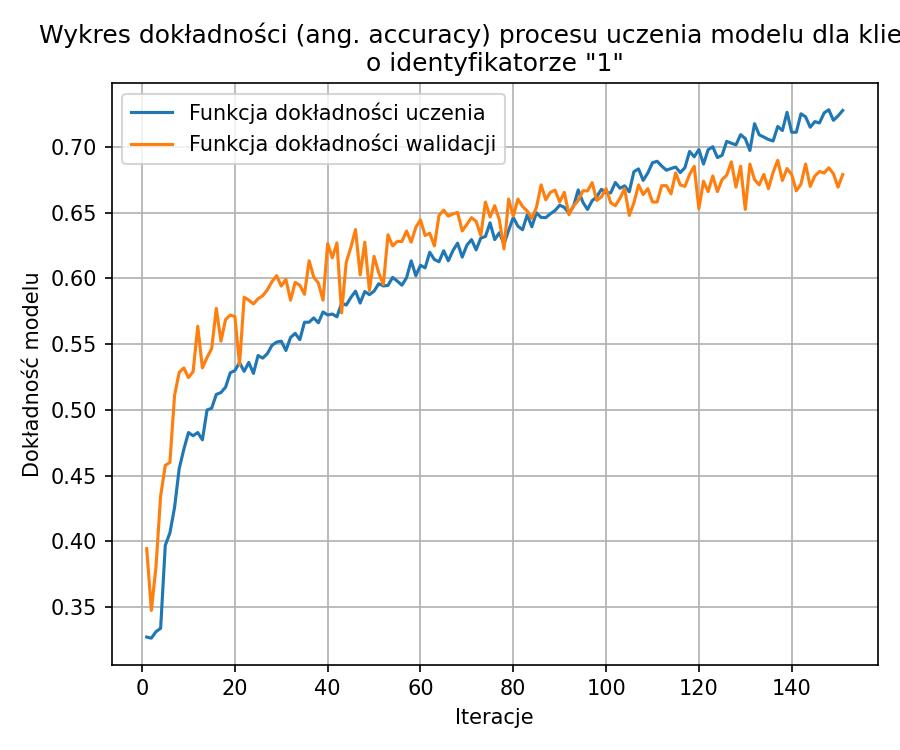 Wykres dokładności (ang. accuracy) procesu uczenia modelu dla klie
o identyfikatorze "1"
Funkcja dokładności uczenia
Funkcja dokładności walidacji
Dokładność modelu
0.70
0.65
0.60
0.55
0.50
0.45
0.40
0.35
0 20 40 60 80 100 120 140
Iteracje